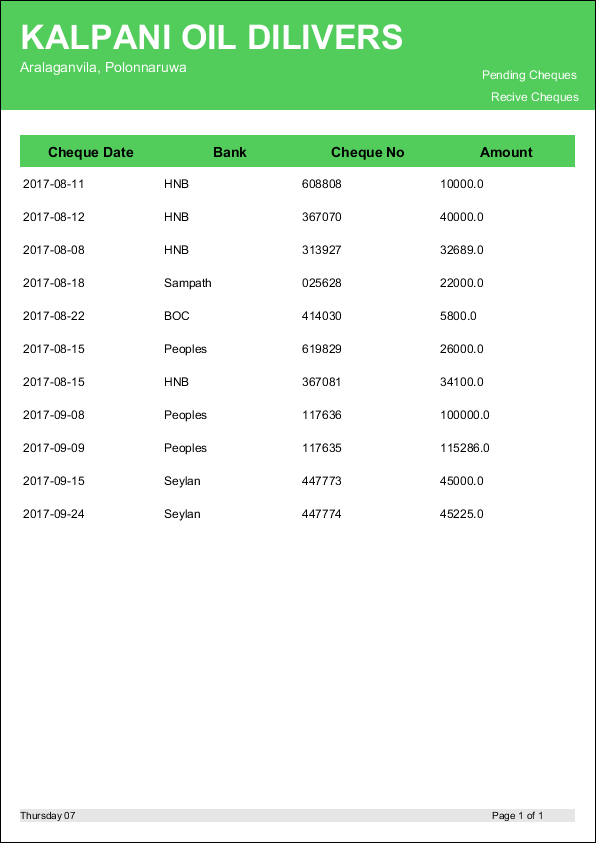 KALPANI OIL DILIVERS
Aralaganvila, Polonnaruwa
Pending Cheques
Recive Cheques
Cheque Date Bank Cheque No Amount
2017-08-11 HNB 608808 10000.0
2017-08-12 HNB 367070 40000.0
2017-08-08 HNB 313927 32689.0
2017-08-18 Sampath 025628 22000.0
2017-08-22 BOC 414030 5800.0
2017-08-15 Peoples 619829 26000.0
2017-08-15 HNB 367081 34100.0
2017-09-08 Peoples 117636 100000.0
2017-09-09 Peoples 117635 115286.0
2017-09-15 Seylan 447773 45000.0
2017-09-24 Seylan 447774 45225.0
Thursday 07 Page 1 of 1